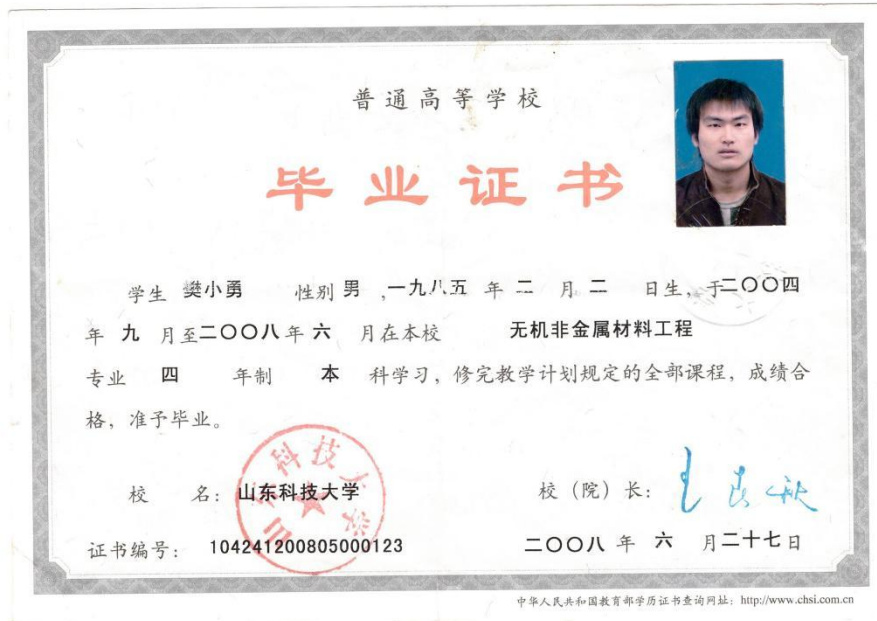 普通高等学校
毕业证书
学生 樊小勇 性别 男 ,一九八五 年 二 月 二 日生，于二〇〇四
年 九 月至二〇〇八年 六 月在本校 无机非金属材料工程
专业 四 年制 本 科学习，修完教学计划规定的全部课程，成绩合
格，准予毕业。
校 名：山东科技大学
校（院）长：
山东科技大学
证书编号： 104241200805000123
二〇〇八 年 六 月二十七日
中华人民共和国教育部学历证书查询网址：http://www.chsi.com.cn